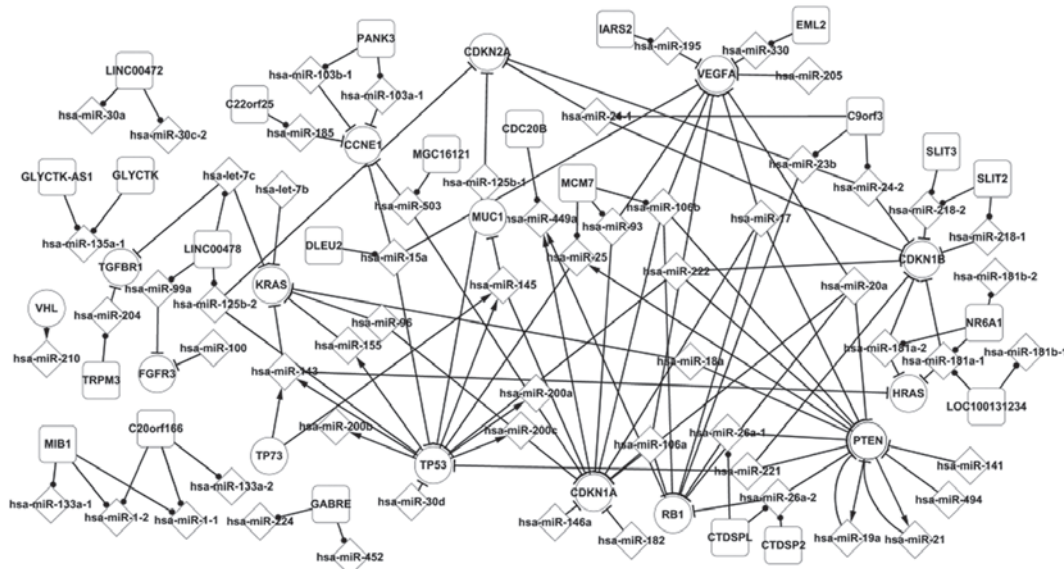 IARS2
EML2
PANK3
CDKN2A
hsa-miR-195
hsa-miR-330
LINC00472
hsa-miR-103b-1
VEGFA
hsa-miR-205
hsa-miR-103a-1
C22orf25
hsa-miR-30a
hsa-miR-24-1
C9orf3
CDC20B
hsa-miR-30c-2
hsa-miR-185
CCNE1
SLIT3
MGC16121
hsa-miR-23b
GLYCTK-AS1
GLYCTK
hsa-let-7c
hsa-let-7b
hsa-miR-125b-1
MCM7
SLIT2
hsa-miR-24-2
hsa-miR-503
hsa-miR-106b
hsa-miR-218-2
MUC1
hsa-miR-449a
hsa-miR-17
hsa-miR-93
hsa-miR-218-1
LINC00478
DLEU2
hsa-miR-135a-1
hsa-miR-15a
hsa-miR-25
CDKN1B
TGFBR1
hsa-miR-222
hsa-miR-181b-2
KRAS
hsa-miR-99a
hsa-miR-145
hsa-miR-20a
hsa-miR-125b-2
VHL
hsa-miR-204
NR6A1
hsa-miR-96
hsa-miR-155
hsa-miR-181a-2
hsa-miR-181b-1
hsa-miR-210
hsa-miR-100
hsa-miR-18a
hsa-miR-181a-1
hsa-miR-143
TRPM3
FGFR3
HRAS
LOC100131234
hsa-miR-200a
C20orf166
hsa-miR-200b
hsa-miR-200c
hsa-miR-26a-1
MIB1
hsa-miR-106a
PTEN
TP73
TP53
hsa-miR-221
hsa-miR-141
hsa-miR-133a-2
CDKN1A
hsa-miR-133a-1
GABRE
hsa-miR-30d
hsa-miR-26a-2
hsa-miR-494
hsa-miR-1-2
hsa-miR-1-1
hsa-miR-224
hsa-miR-146a
RB1
hsa-miR-182
CTDSPL
CTDSP2
hsa-miR-19a
hsa-miR-21
hsa-miR-452